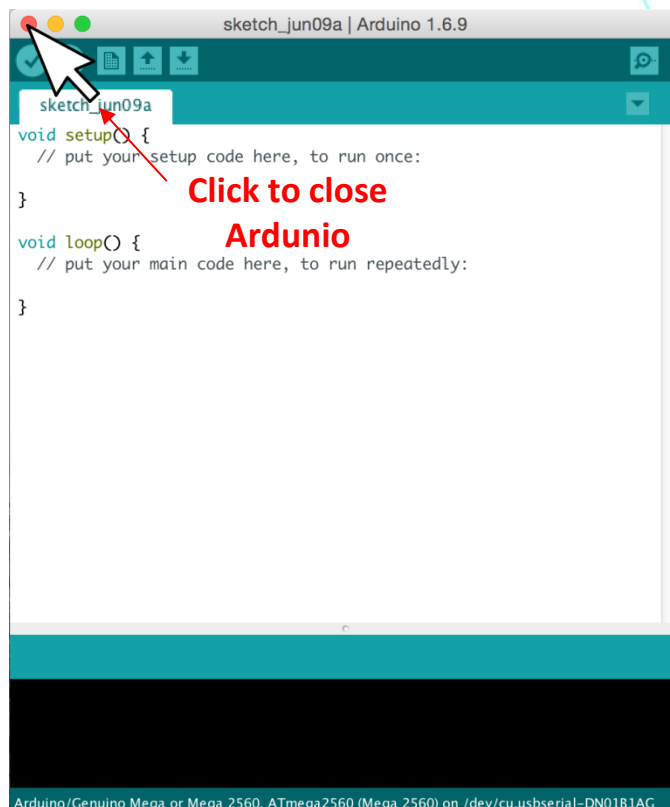 sketch_jun09a | Arduino 1.6.9
sketch_jun09a
void setup() {
// put your setup code here, to run once:
}
Click to close
Ardunio
void loop() {
// put your main code here, to run repeatedly:
}
Arduino/Genuino Mega or Mega 2560, ATmega2560 (Mega 2560) on /dev/cu.usbserial-DN01B1AC